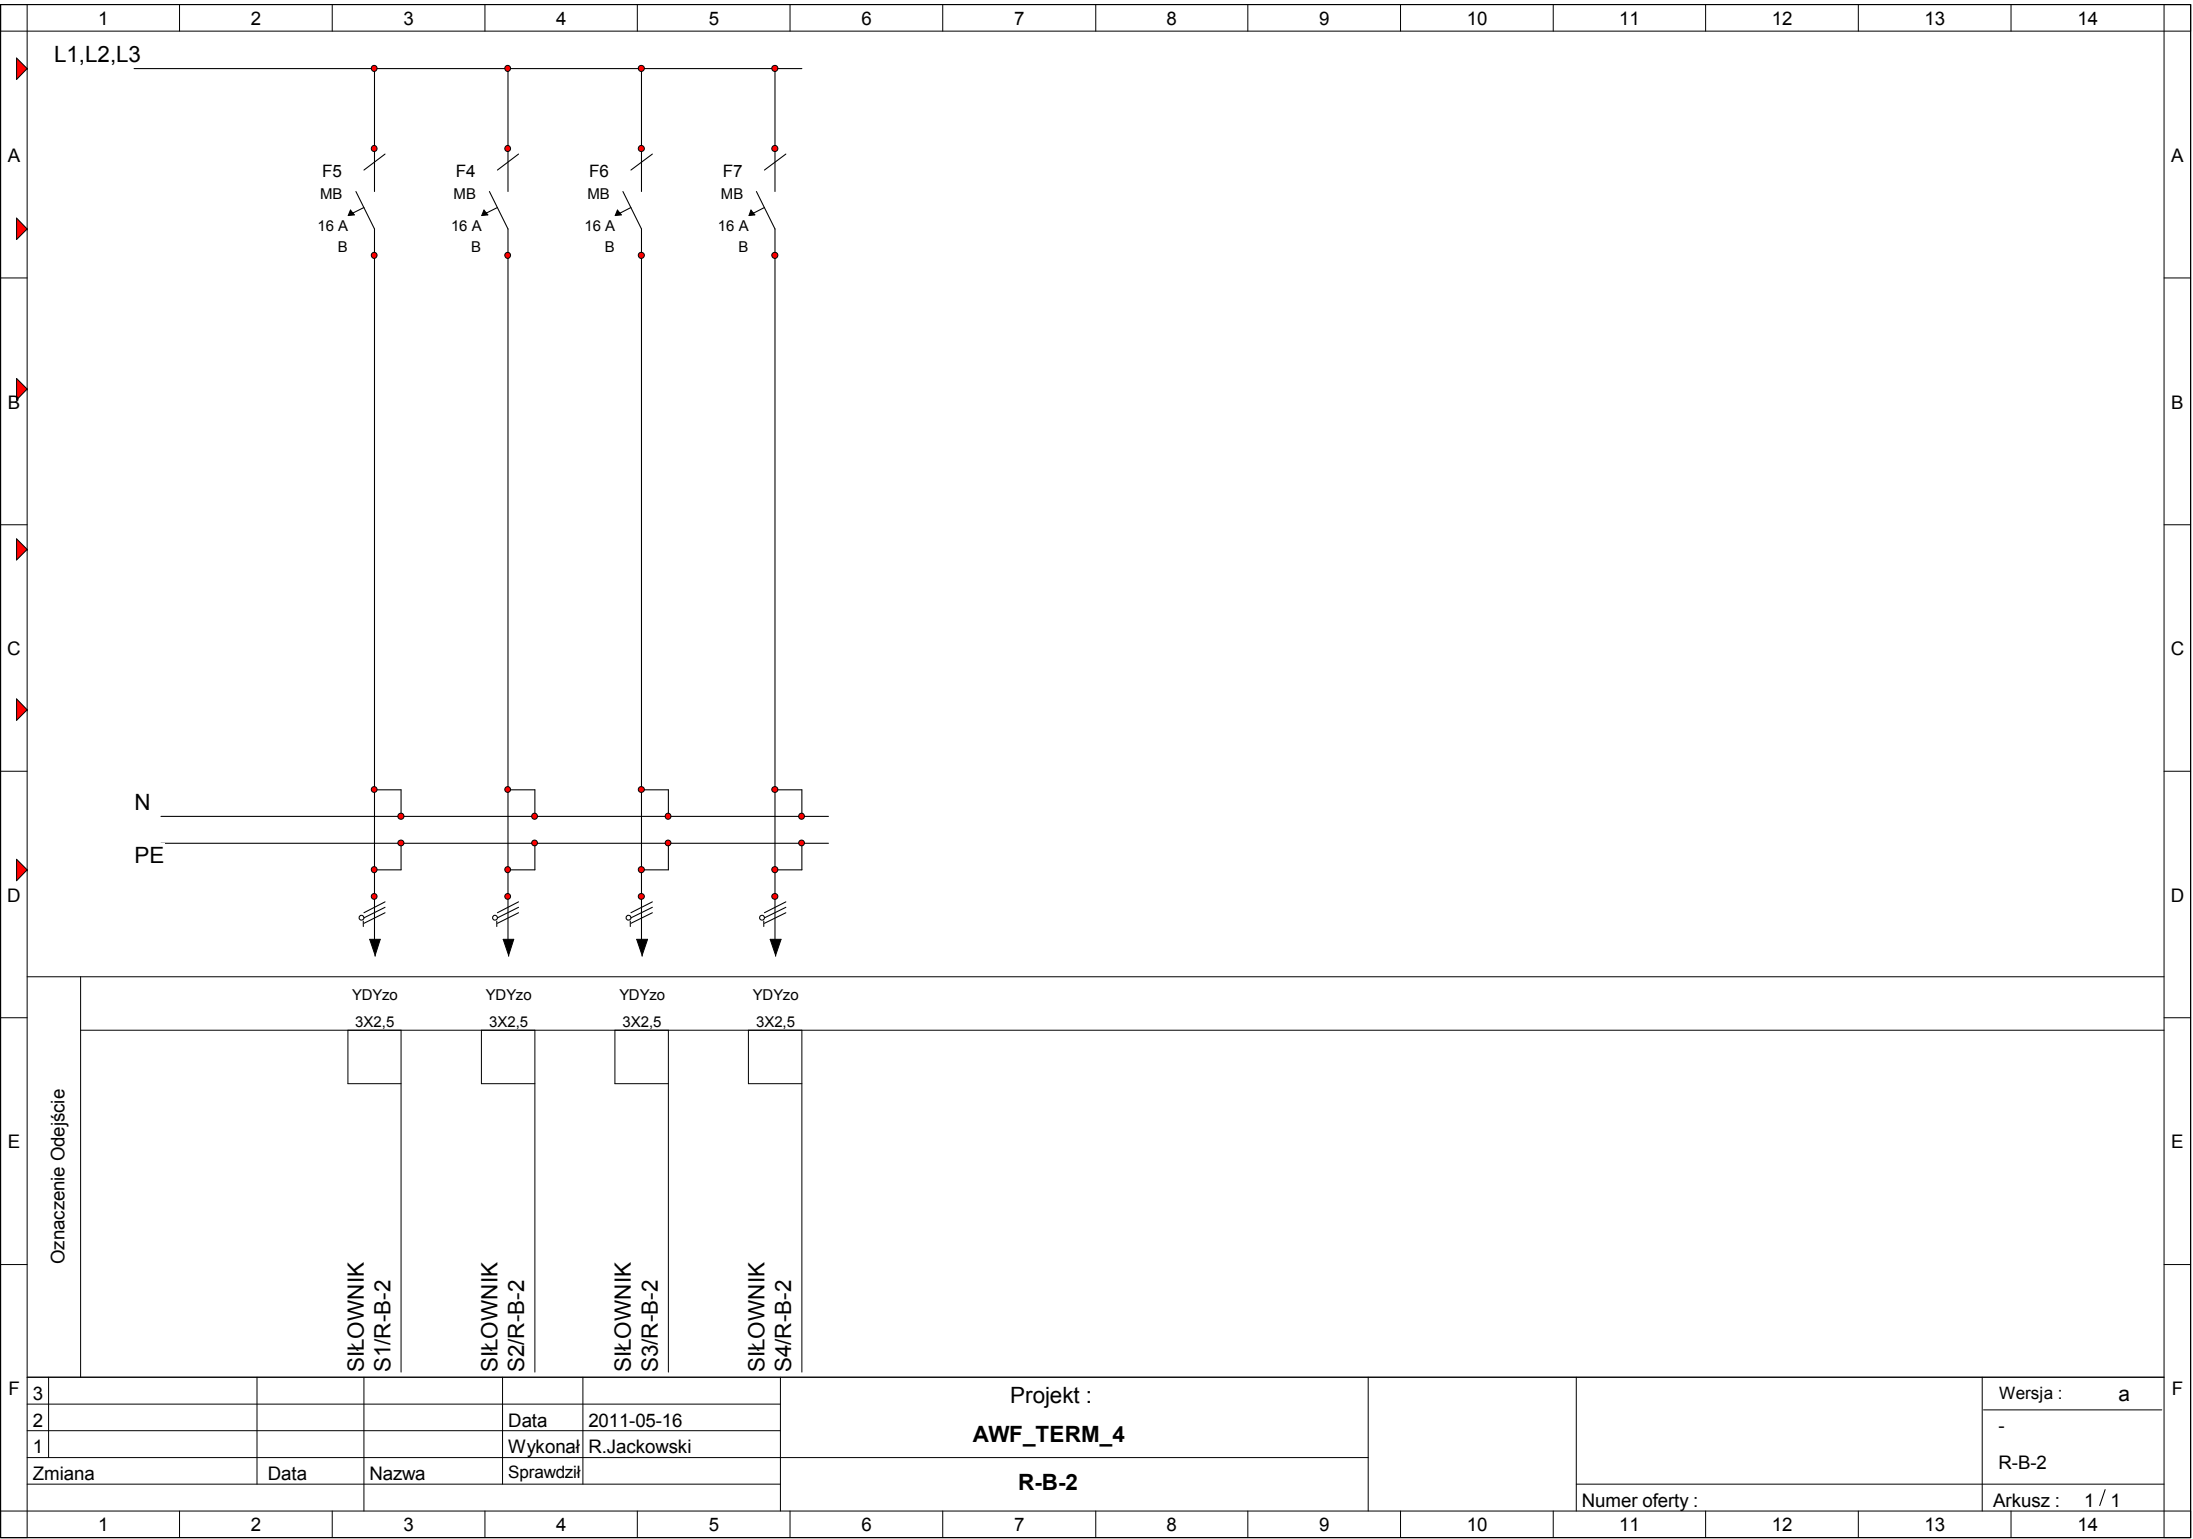 1 2 3 4 5 6 7 8 9 10 11 12 13 14
L1,L2,L3
A A
F5 F4 F6 F7
MB MB MB MB
16 A 16 A 16 A 16 A
B B B B
B B
C C
N
PE
D D
YDYzo YDYzo YDYzo YDYzo
3X2,5 3X2,5 3X2,5 3X2,5
Oznaczenie Odejście
E E
SIŁOWNIK
S1/R-B-2
SIŁOWNIK
S2/R-B-2
SIŁOWNIK
S3/R-B-2
SIŁOWNIK
S4/R-B-2
F F
3
2 Data 2011-05-16
1 Wykonał R.Jackowski
Zmiana Data Nazwa Sprawdził
Projekt :
AWF_TERM_4
R-B-2
Numer oferty :
Wersja : a
-
R-B-2
Arkusz : 1 / 1
1 2 3 4 5 6 7 8 9 10 11 12 13 14